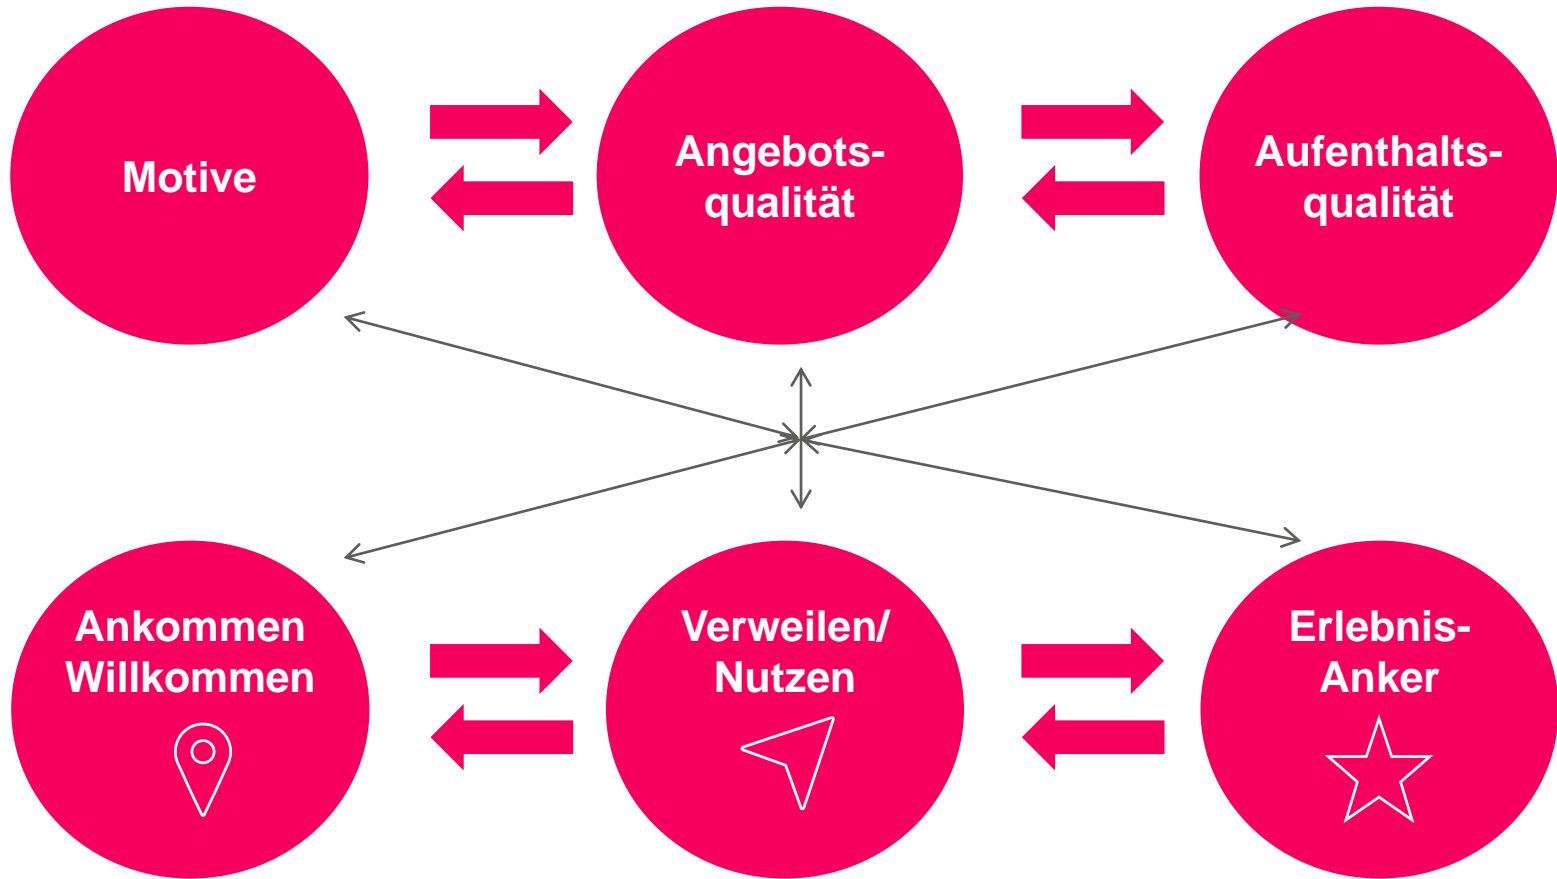 Motive
Angebots-
qualität
Aufenthalts-
qualität
Ankommen
Willkommen
Verweilen/
Nutzen
Erlebnis-
Anker